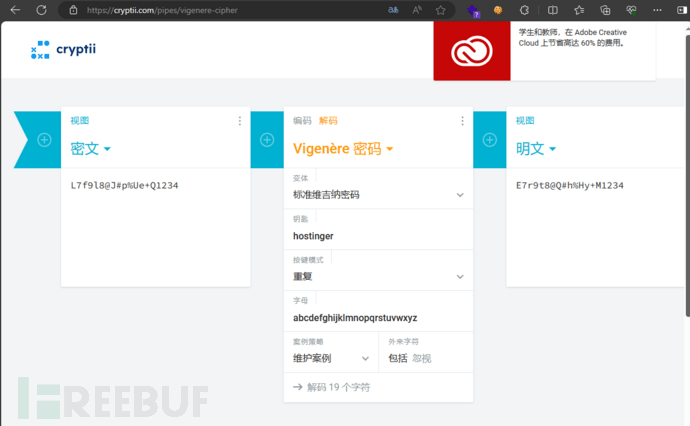 https://cryptii.com/pipes/vigenere-cipher
cryptii
学生和教师，在 Adobe Creative
Cloud 上节省高达 60% 的费用。
视图
密文
L7f9l8@J#p%Ue+Q1234
编码 解码
Vigenère 密码
变体
标准维吉纳密码
钥匙
hostinger
按键模式
重复
字母
abcdefghijklmnopqrstuvwxyz
案例策略
维护案例
外来字符
包括 忽视
→ 解码 19 个字符
视图
明文
E7r9t8@Q#h%Hy+M1234
REEBUF